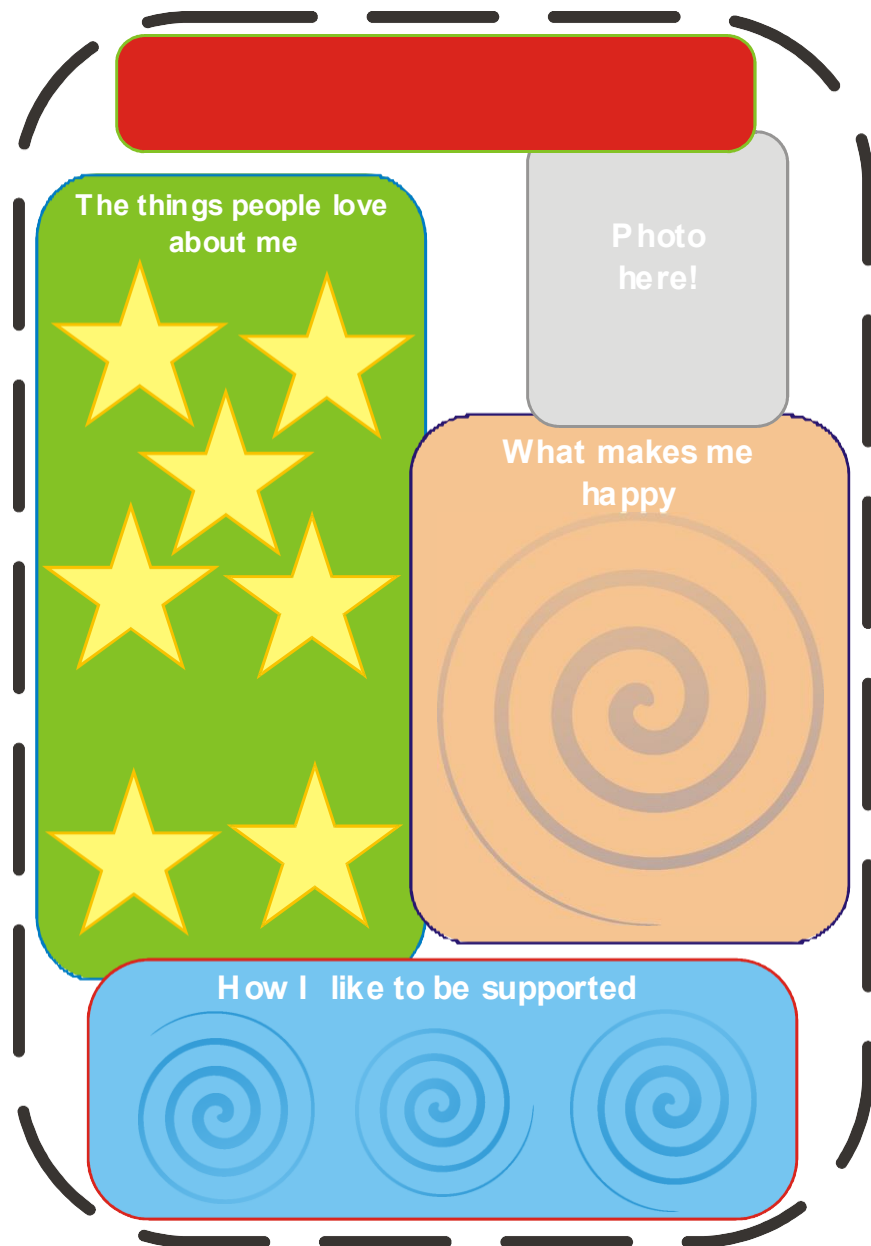 The things people love
about me
Photo
here!
What makes me
happy
How I like to be supported